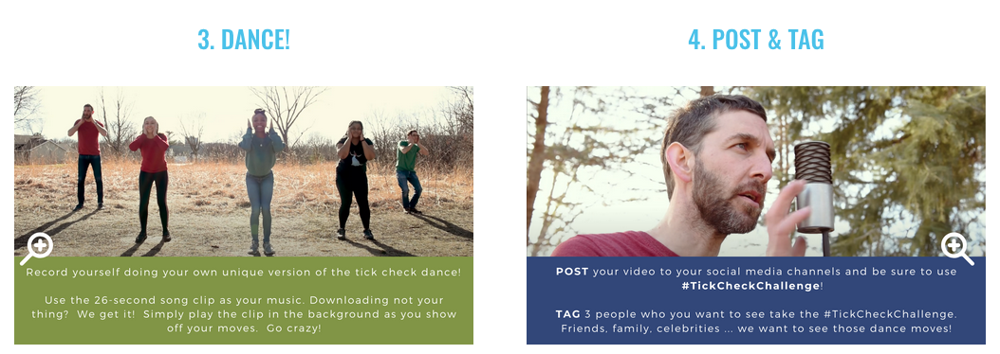 3. DANCE!
Record yourself doing your own unique version of the tick check dance!
Use the 26-second song clip as your music. Downloading not your
thing?  We get it!  Simply play the clip in the background as you show
off your moves.  Go crazy!
4. POST & TAG
POST your video to your social media channels and be sure to use
#TickCheckChallenge!
TAG 3 people who you want to see take the #TickCheckChallenge.
Friends, family, celebrities ... we want to see those dance moves!